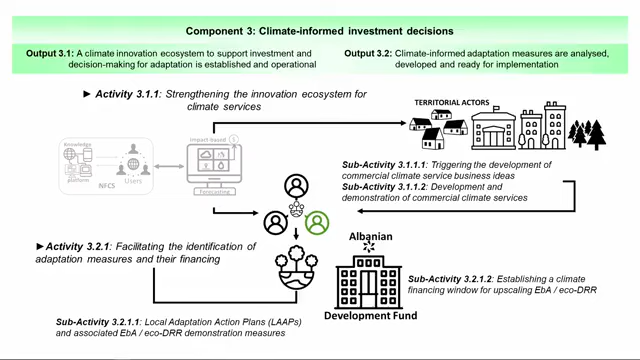 Component 3: Climate-informed investment decisions
Output 3.1: A climate innovation ecosystem to support investment and
decision-making for adaptation is established and operational
Output 3.2: Climate-informed adaptation measures are analysed,
developed and ready for implementation
► Activity 3.1.1: Strengthening the innovation ecosystem for
climate services
TERRITORIAL ACTORS
Knowledge
platform
Users
NFCS
Impact-based
Forecasting
Sub-Activity 3.1.1.1: Triggering the development of
commercial climate service business ideas
Sub-Activity 3.1.1.2: Development and
demonstration of commercial climate services
►Activity 3.2.1: Facilitating the identification of
adaptation measures and their financing
Albanian
Development Fund
Sub-Activity 3.2.1.2: Establishing a climate
financing window for upscaling EbA / eco-DRR
Sub-Activity 3.2.1.1: Local Adaptation Action Plans (LAAPs)
and associated EbA / eco-DRR demonstration measures